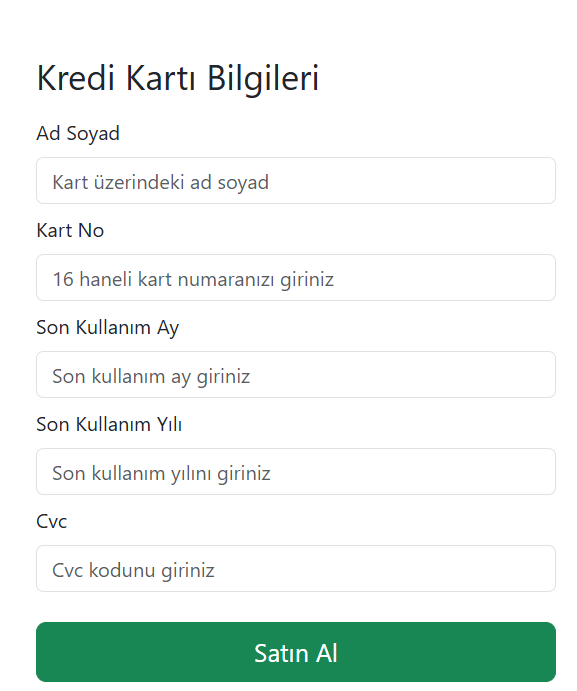 Kredi Kartı Bilgileri
Ad Soyad
Kart üzerindeki ad soyad
Kart No
16 haneli kart numaranızı giriniz
Son Kullanım Ay
Son kullanım ay giriniz
Son Kullanım Yılı
Son kullanım yılını giriniz
Cvc
Cvc kodunu giriniz
Satın Al